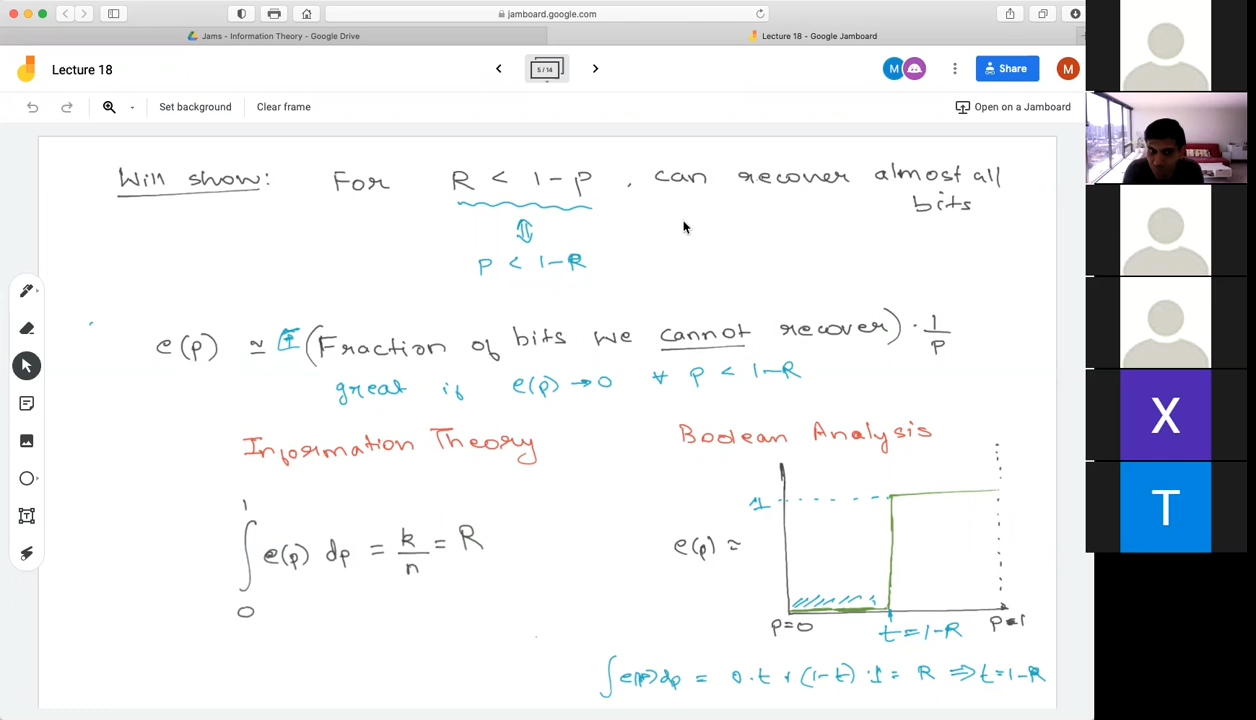 jamboard.google.com
Jams - Information Theory - Google Drive
Lecture 18 - Google Jamboard
Lecture 18
5 / 14
M
Share
M
Set background
Clear frame
Open on a Jamboard
Will show: For R < 1-p , can recover almost all
bits
⇕
p < 1-R
e(p) ≃ E (Fraction of bits we cannot recover) · 1/p
great if e(p) → 0 ∀ p < 1-R
Information Theory
Boolean Analysis
∫₀¹ e(p) dp = k/n = R
1
e(p) ≈
p=0
t=1-R
p=1
∫e(p)dp = 0·t + (1-t)·1 = R ⇒ t=1-R
X
T